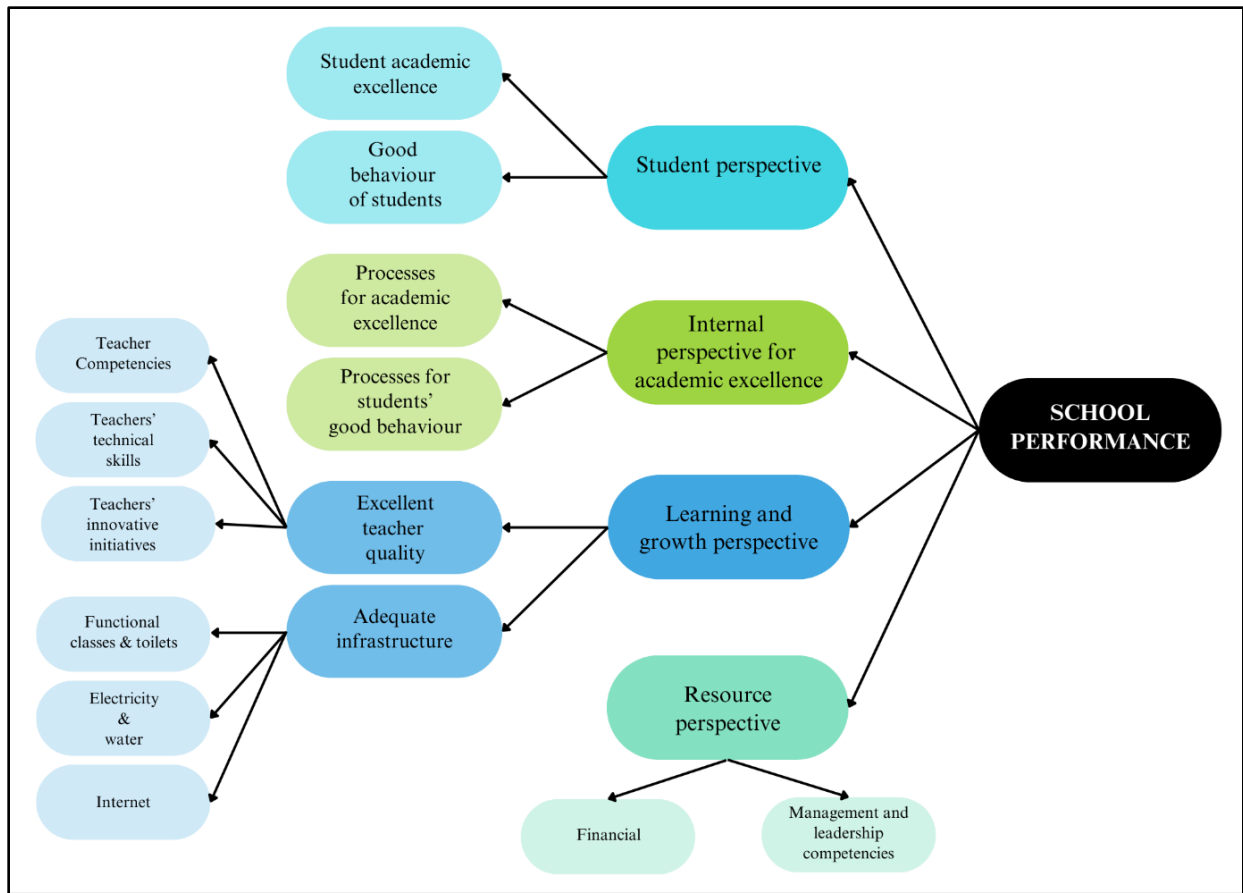 Student academic
excellence
Good
behaviour
of students
Student perspective
Processes
for academic
excellence
Processes for
students’
good behaviour
Internal
perspective for
academic excellence
SCHOOL
PERFORMANCE
Teacher
Competencies
Teachers’
technical
skills
Teachers’
innovative
initiatives
Excellent
teacher
quality
Learning and
growth perspective
Functional
classes & toilets
Electricity
&
water
Internet
Adequate
infrastructure
Resource
perspective
Financial
Management and
leadership
competencies